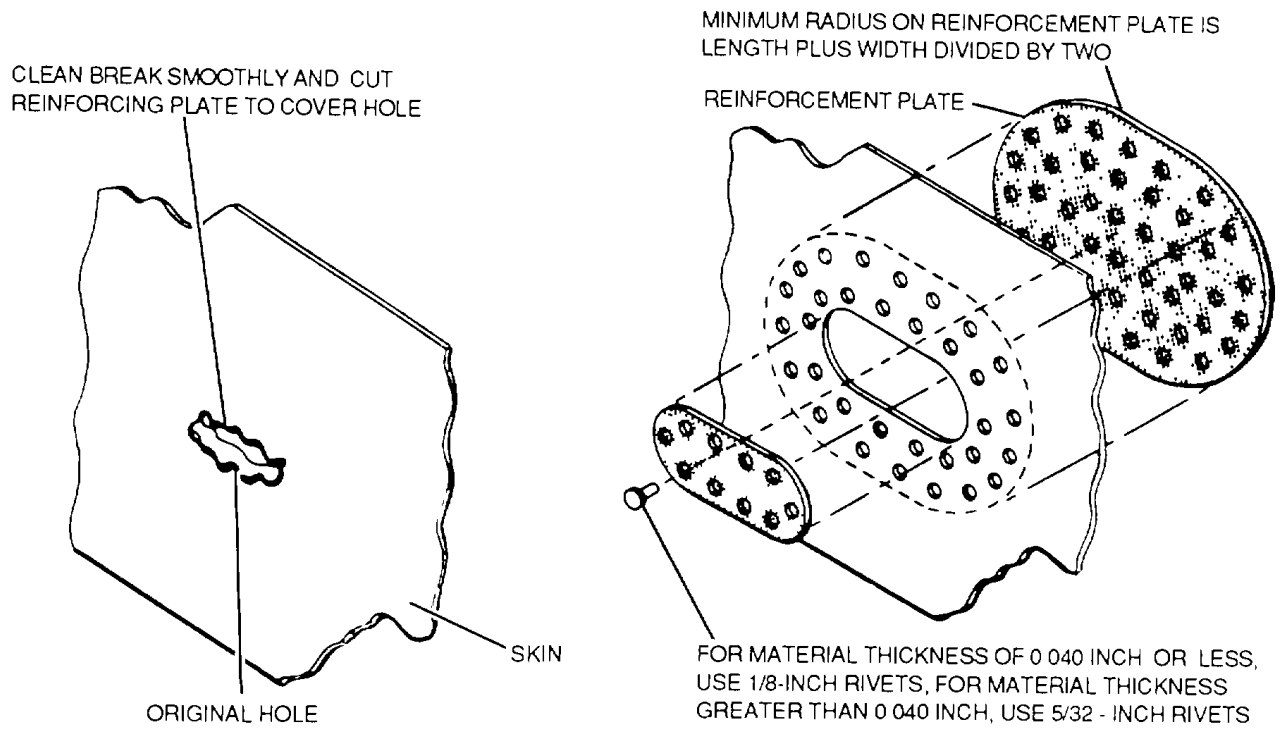 CLEAN BREAK SMOOTHLY AND CUT
REINFORCING PLATE TO COVER HOLE
ORIGINAL HOLE
SKIN
MINIMUM RADIUS ON REINFORCEMENT PLATE IS
LENGTH PLUS WIDTH DIVIDED BY TWO
REINFORCEMENT PLATE
FOR MATERIAL THICKNESS OF 0 040 INCH OR LESS,
USE 1/8-INCH RIVETS, FOR MATERIAL THICKNESS
GREATER THAN 0 040 INCH, USE 5/32 - INCH RIVETS